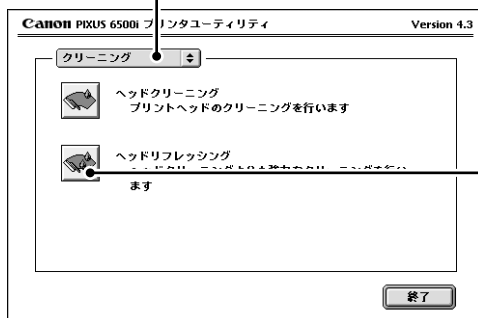 Canon PIXUS 6500i プリンタユーティリティ
Version 4.3
クリーニング
ヘッドクリーニング
プリントヘッドのクリーニングを行います
ヘッドリフレッシング
ます
終了